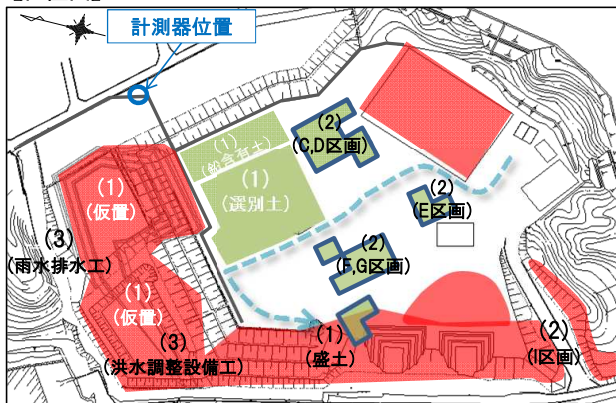 計測器位置
(1)
(鉛含有土)
(1)
(選別土)
(2)
(C,D区画)
(2)
(E区画)
(2)
(F,G区画)
(1)
(仮置)
(3)
(雨水排水工)
(1)
(仮置)
(3)
(洪水調整設備工)
(1)
(盛土)
(2)
(I区画)